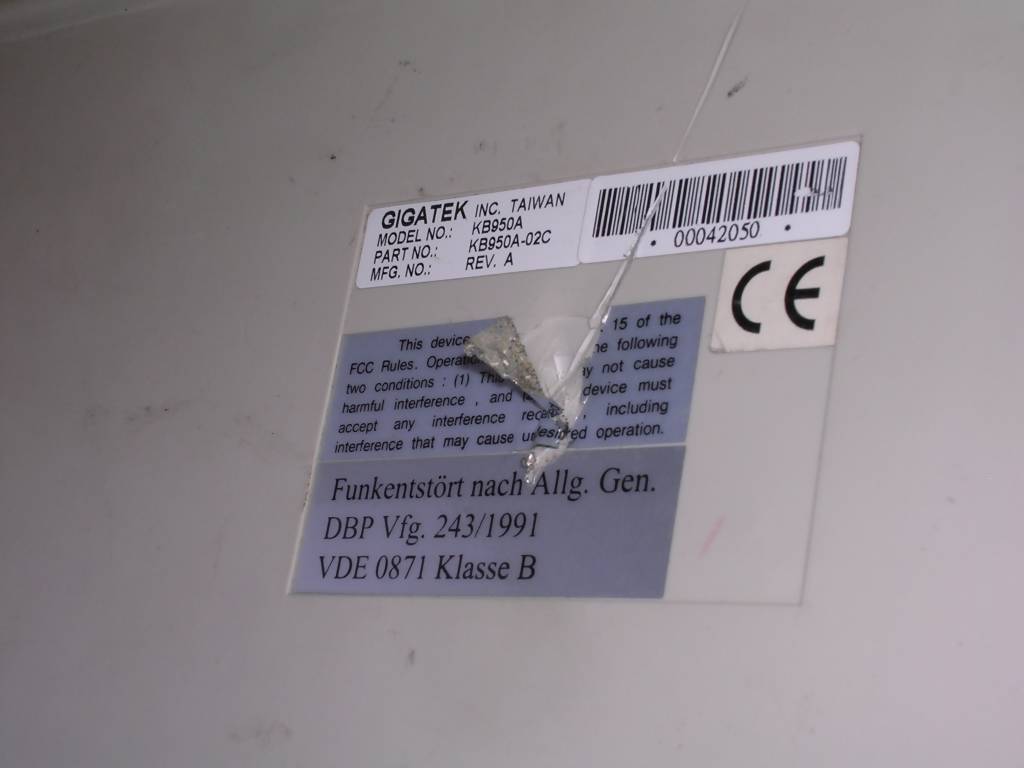 GIGATEK INC. TAIWAN
MODEL NO.: KB950A
PART NO.: KB950A-02C
MFG. NO.: REV. A
00042050
CE
This device 15 of the
FCC Rules. following
two conditions : (1) not cause
harmful interference , and device must
accept any interference including
interference that may cause operation.
Funkentstört nach Allg. Gen.
DBP Vfg. 243/1991
VDE 0871 Klasse B